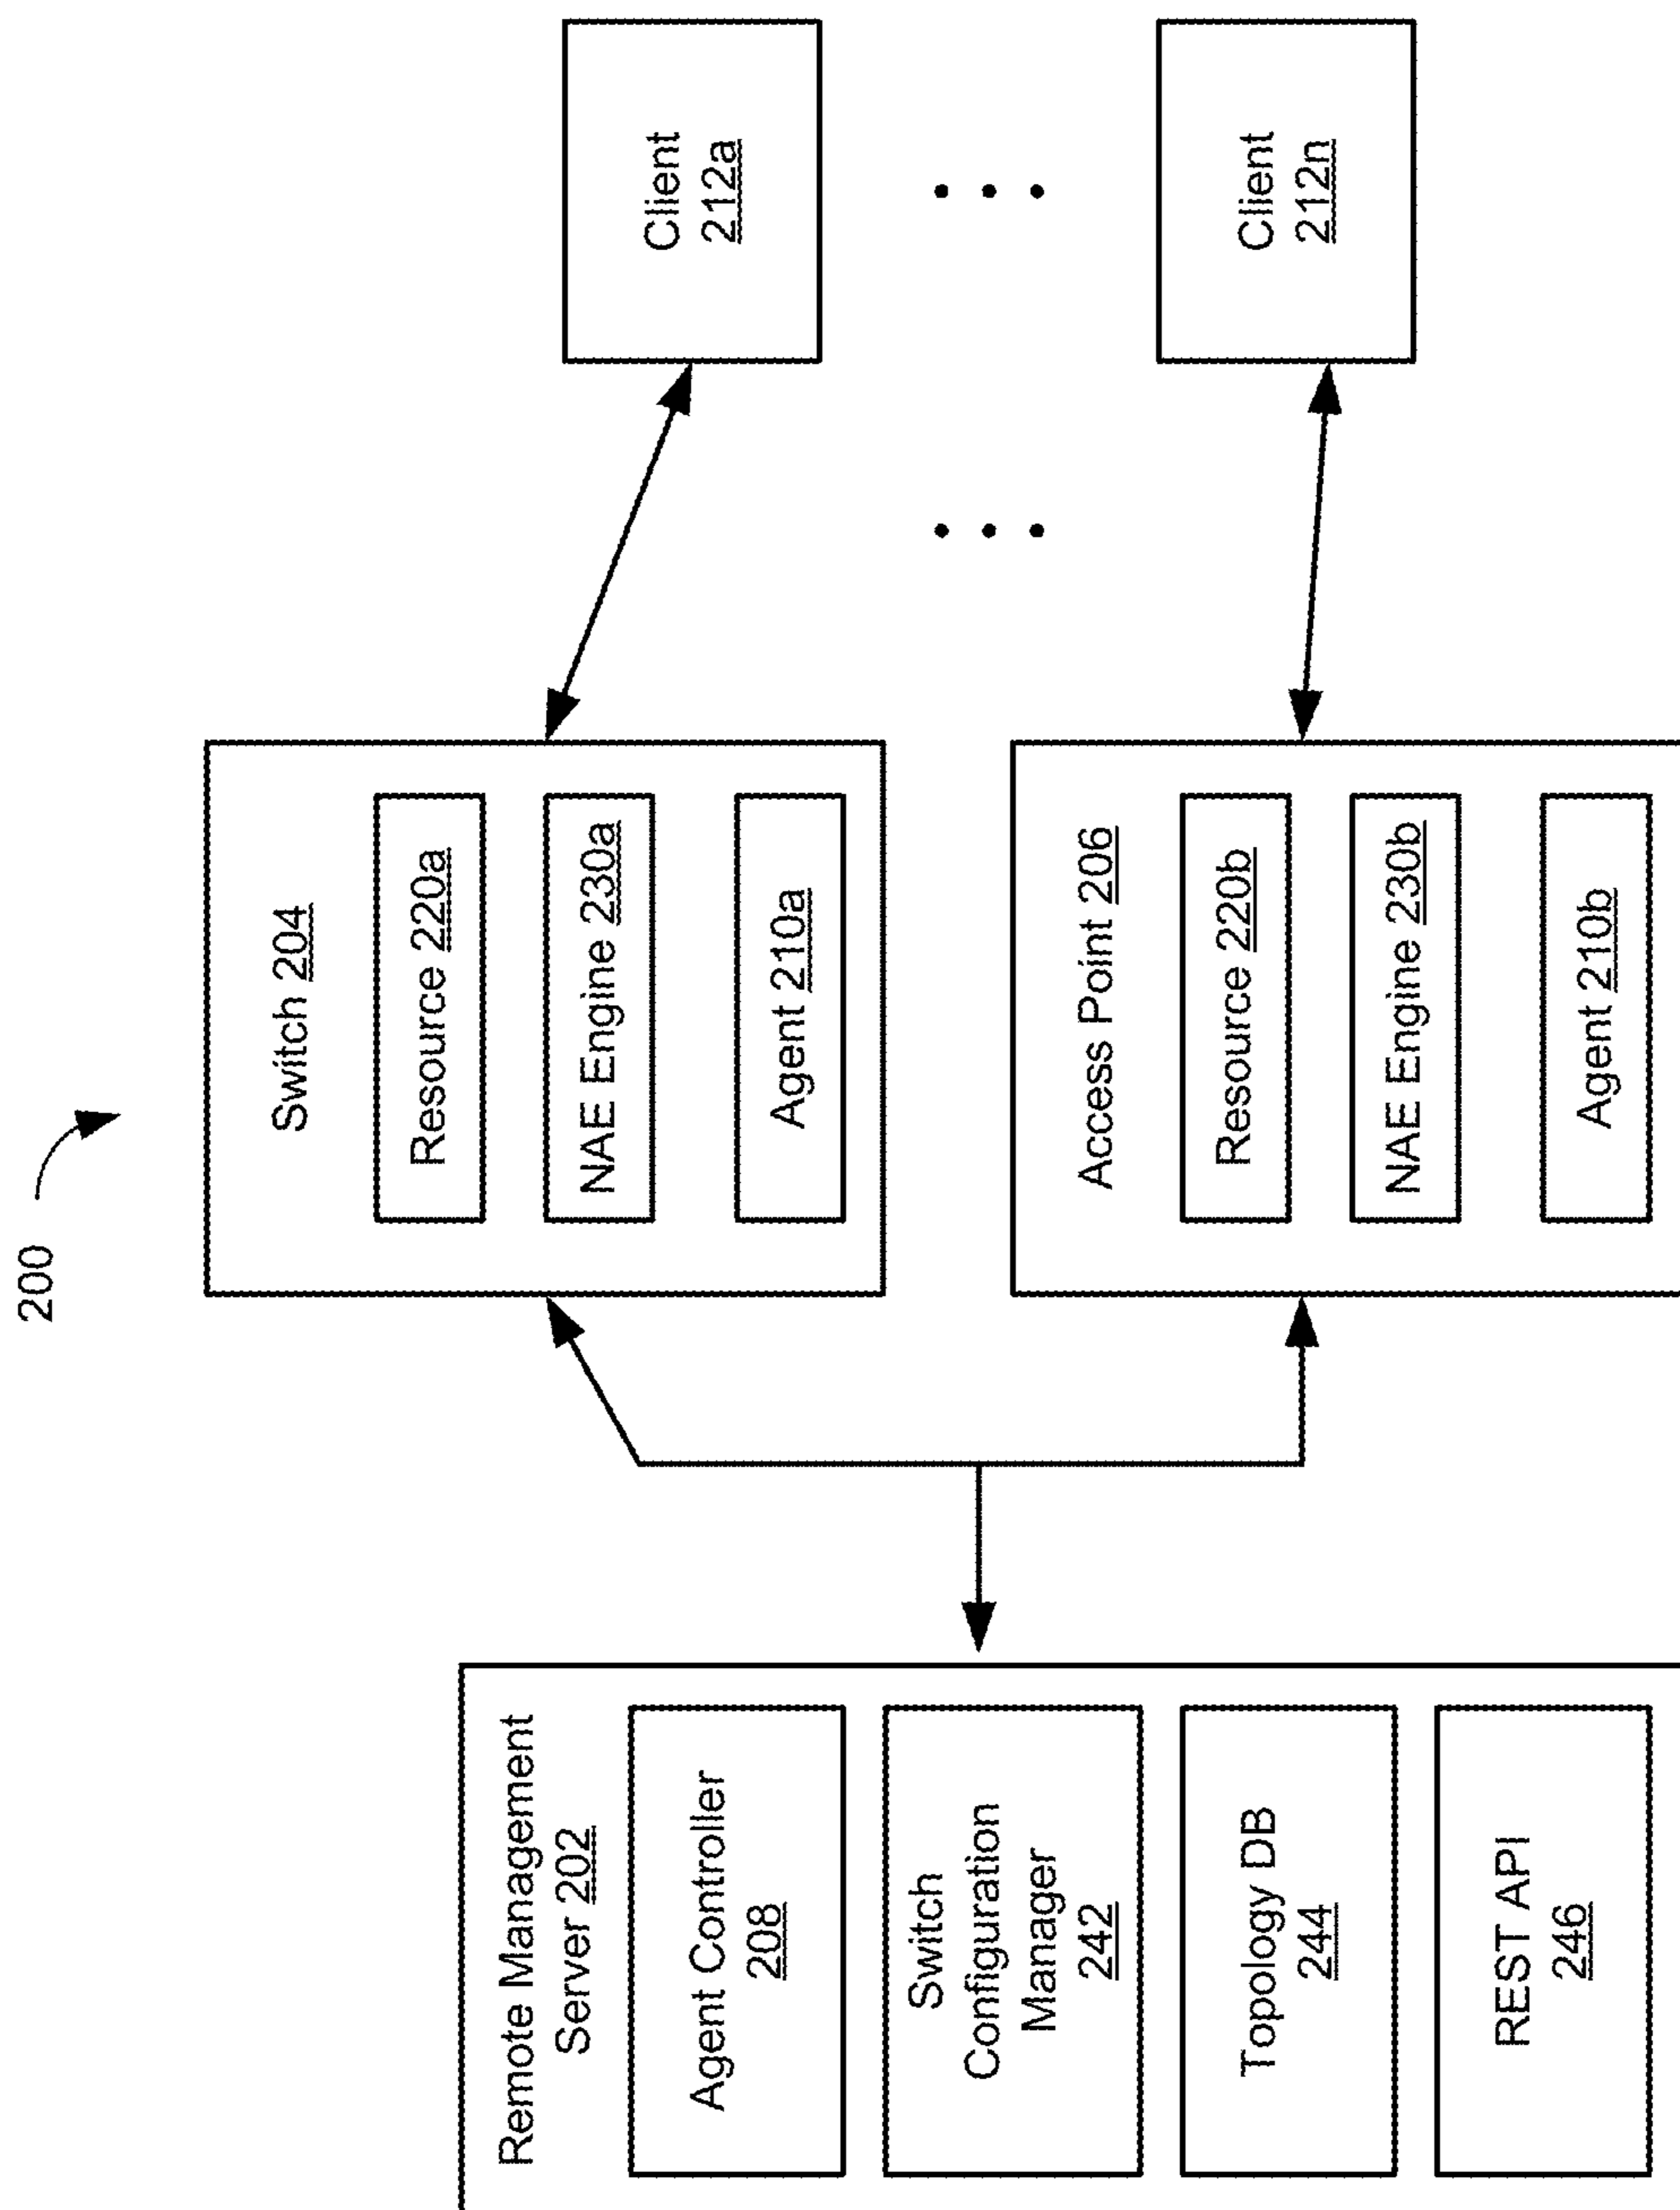 200
Remote Management
Server 202
Agent Controller
208
Switch
Configuration
Manager
242
Topology DB
244
REST API
246
Switch 204
Resource 220a
NAE Engine 230a
Agent 210a
Access Point 206
Resource 220b
NAE Engine 230b
Agent 210b
Client
212a
Client
212n